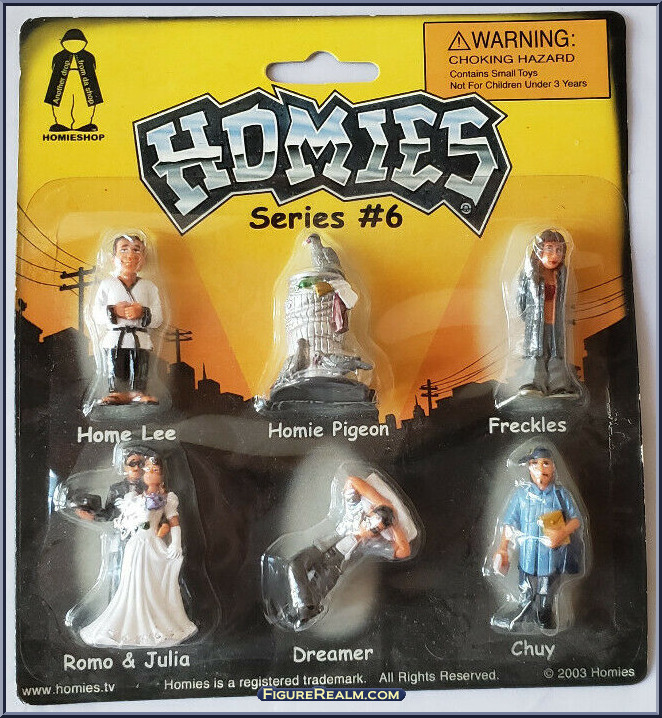 Another drop
from da shop
HOMIESHOP
WARNING:
CHOKING HAZARD
Contains Small Toys
Not For Children Under 3 Years
HOMIES
®
Series #6
Home Lee
Homie Pigeon
Freckles
Romo & Julia
Dreamer
Chuy
www.homies.tv
Homies is a registered trademark. All Rights Reserved.
© 2003 Homies
FIGUREREALM.COM